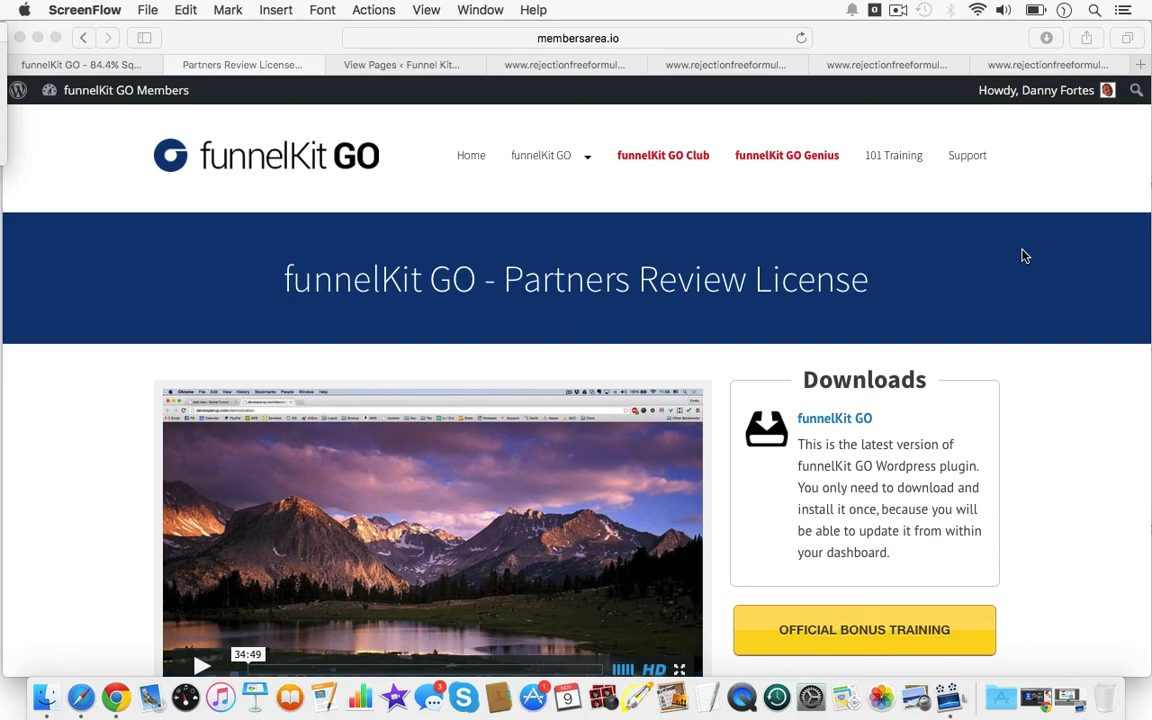 ScreenFlow File Edit Mark Insert Font Actions View Window Help
membersarea.io
funnelKit GO - 84.4% Sq... Partners Review License... View Pages ‹ Funnel Kit... www.rejectionfreeformul... www.rejectionfreeformul... www.rejectionfreeformul... www.rejectionfreeformul...
funnelKit GO Members Howdy, Danny Fortes
funnelKit GO Home funnelKit GO funnelKit GO Club funnelKit GO Genius 101 Training Support
funnelKit GO - Partners Review License
Downloads
funnelKit GO
This is the latest version of
funnelKit GO Wordpress plugin.
You only need to download and
install it once, because you will
be able to update it from within
your dashboard.
OFFICIAL BONUS TRAINING
34:49
HD
3
1
NOV
9